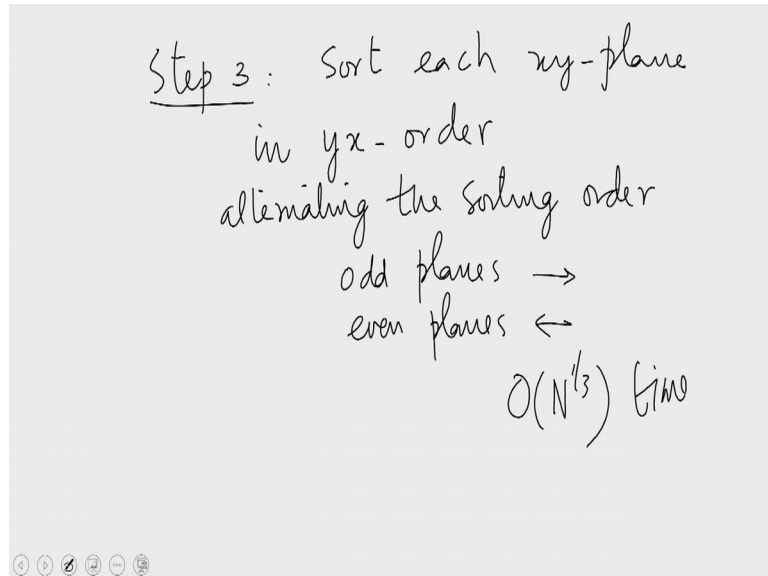 Step 3: Sort each xy-plane
in yx-order
alternating the sorting order
odd planes →
even planes ←
O(N^1/3) time